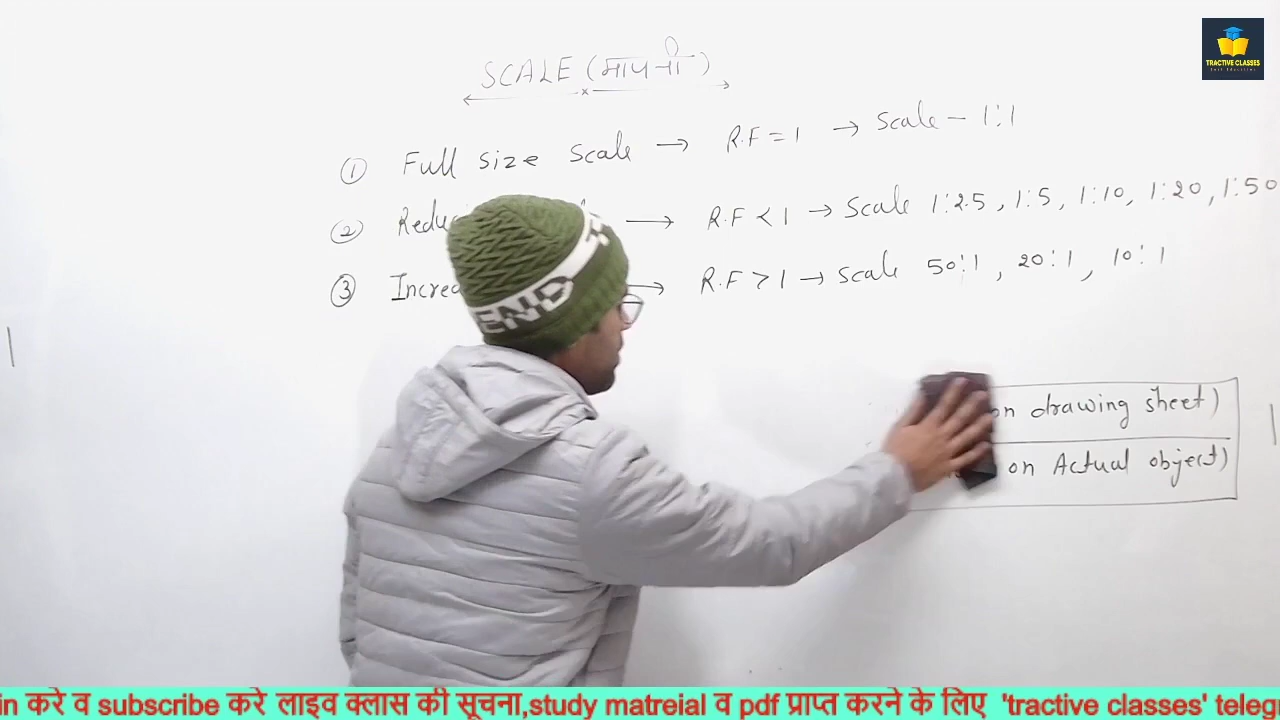 SCALE (मापनी)
① Full size Scale → R.F = 1 → Scale - 1:1
② → R.F < 1 → Scale 1:2.5, 1:5, 1:10, 1:20, 1:50
③ → R.F > 1 → Scale 50:1, 20:1, 10:1
on drawing sheet)
on Actual object)
TRACTIVE CLASSES
END
in करे व subscribe करे लाइव क्लास की सूचना,study matreial व pdf प्राप्त करने के लिए 'tractive classes' teleg